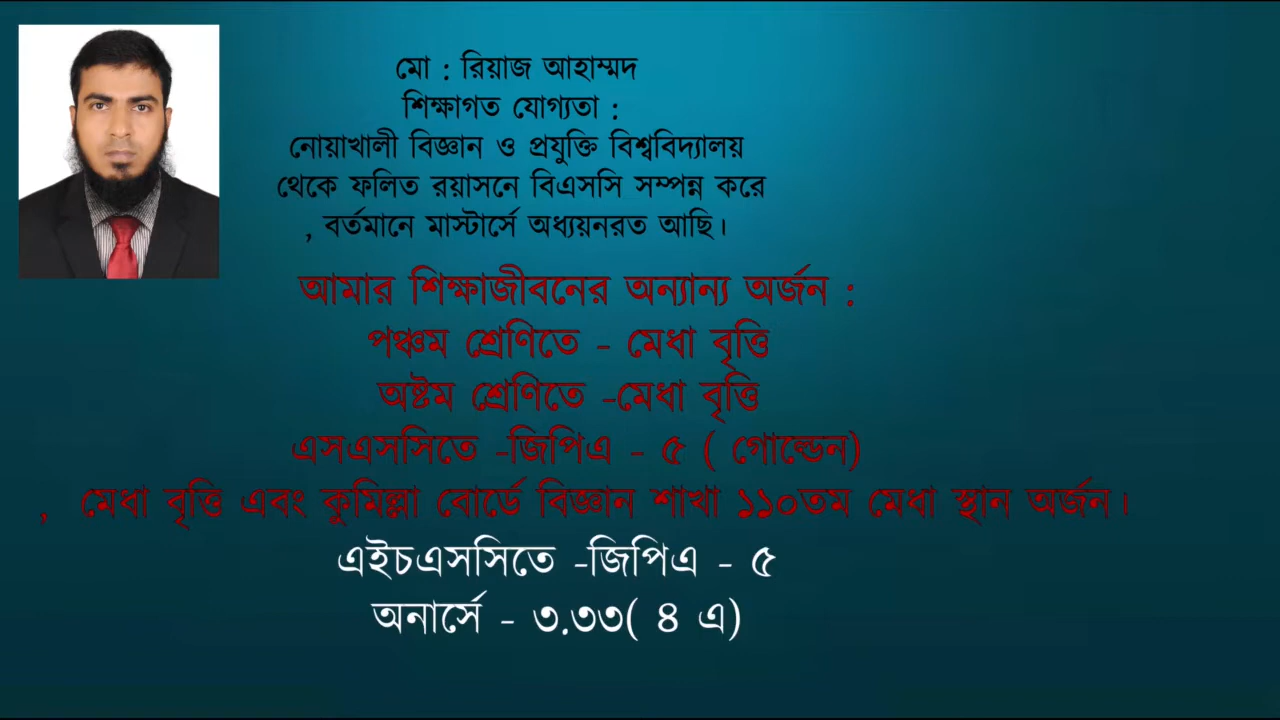 মো : রিয়াজ আহাম্মদ
শিক্ষাগত যোগ্যতা :
নোয়াখালী বিজ্ঞান ও প্রযুক্তি বিশ্ববিদ্যালয়
থেকে ফলিত রয়াসনে বিএসসি সম্পন্ন করে
, বর্তমানে মাস্টার্সে অধ্যয়নরত আছি।
আমার শিক্ষাজীবনের অন্যান্য অর্জন :
পঞ্চম শ্রেণিতে - মেধা বৃত্তি
অষ্টম শ্রেণিতে -মেধা বৃত্তি
এসএসসিতে -জিপিএ - ৫ ( গোল্ডেন)
, মেধা বৃত্তি এবং কুমিল্লা বোর্ডে বিজ্ঞান শাখা ১১০তম মেধা স্থান অর্জন।
এইচএসসিতে -জিপিএ - ৫
অনার্সে - ৩.৩৩( ৪ এ)